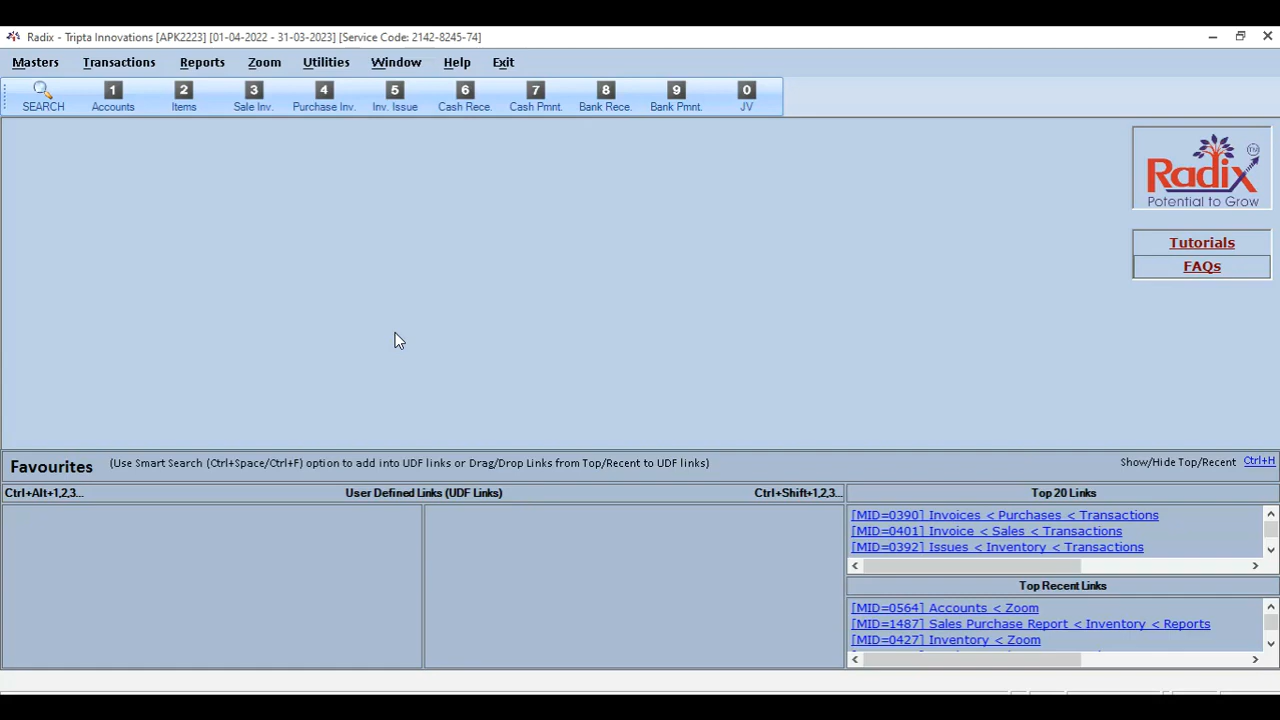 Radix - Tripta Innovations [APK2223] [01-04-2022 - 31-03-2023] [Service Code: 2142-8245-74]
Masters Transactions Reports Zoom Utilities Window Help Exit
1 2 3 4 5 6 7 8 9 0
SEARCH Accounts Items Sale Inv. Purchase Inv. Inv. Issue Cash Rece. Cash Pmnt. Bank Rece. Bank Pmnt. JV
Radix TM
Potential to Grow
Tutorials
FAQs
Favourites (Use Smart Search (Ctrl+Space/Ctrl+F) option to add into UDF links or Drag/Drop Links from Top/Recent to UDF links) Show/Hide Top/Recent Ctrl+H
Ctrl+Alt+1,2,3... User Defined Links (UDF Links) Ctrl+Shift+1,2,3... Top 20 Links
[MID=0390] Invoices < Purchases < Transactions
[MID=0401] Invoice < Sales < Transactions
[MID=0392] Issues < Inventory < Transactions
Top Recent Links
[MID=0564] Accounts < Zoom
[MID=1487] Sales Purchase Report < Inventory < Reports
[MID=0427] Inventory < Zoom